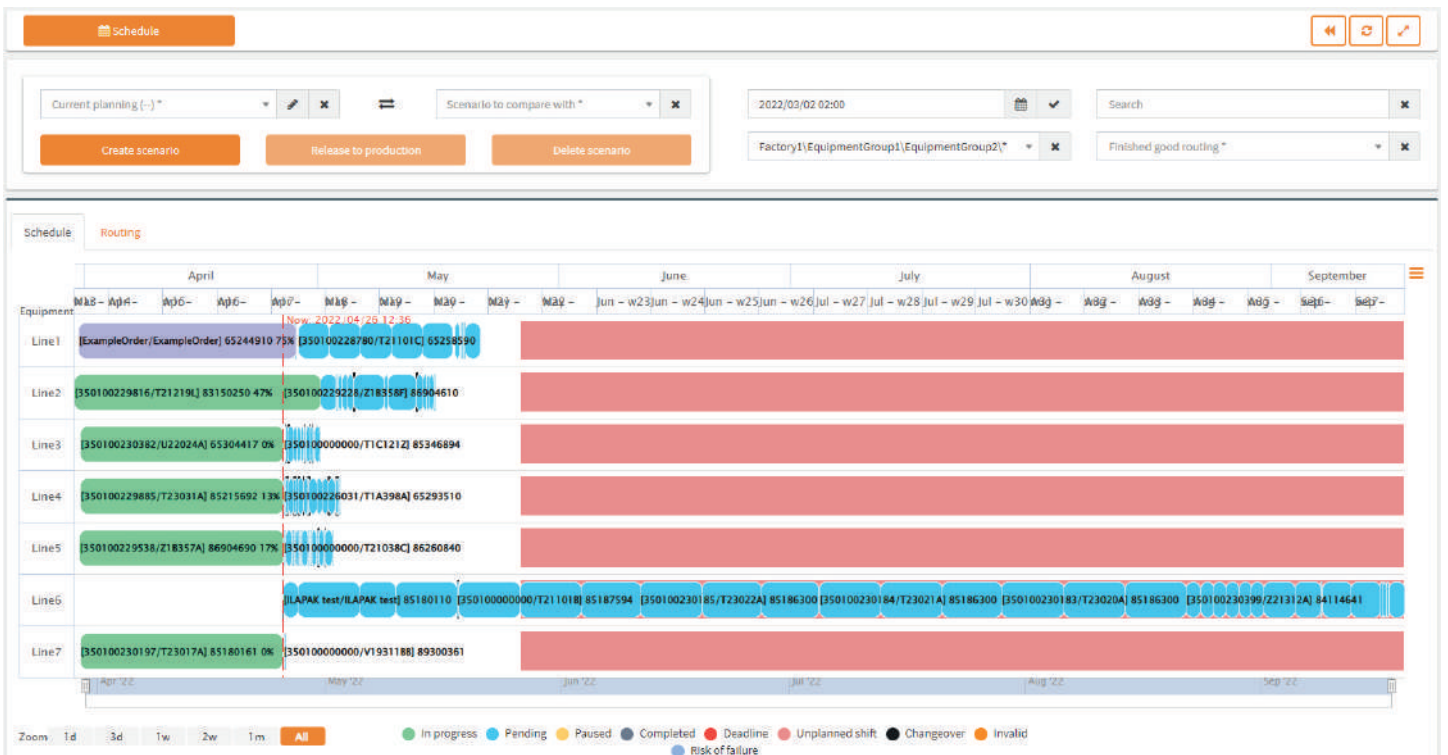 Schedule
Current planning (--) *
Scenario to compare with *
2022/03/02 02:00
Search
Create scenario
Release to production
Delete scenario
Factory1\EquipmentGroup1\EquipmentGroup2\*
Finished good routing *
Schedule
Routing
April
May
June
July
August
September
Equipment
Jun – w23 Jun – w24 Jun – w25 Jun – w26 Jul – w27 Jul – w28 Jul – w29 Jul – w30
Now: 2022/04/26 12:36
Line1
[ExampleOrder/ExampleOrder] 65244910 75%
[350100228780/T21101C] 65258590
Line2
[350100229816/T21219L] 83150250 47%
[350100229228/Z1B358F] 86904610
Line3
[350100230382/U22024A] 65304417 0%
[350100000000/T1C121Z] 85346894
Line4
[350100229885/T23031A] 85215692 13%
[350100226031/T1A398A] 65293510
Line5
[350100229538/Z1B357A] 86904690 17%
[350100000000/T21038C] 86260840
Line6
[ILAPAK test/ILAPAK test] 85180110
[350100000000/T21101B] 85187594
[350100230185/T23022A] 85186300
[350100230184/T23021A] 85186300
[350100230183/T23020A] 85186300
[350100230399/Z21312A] 84114641
Line7
[350100230197/T23017A] 85180161 0%
[350100000000/V19311BB] 89300361
Apr '22
May '22
Jun '22
Jul '22
Aug '22
Sep '22
Zoom 1d 3d 1w 2w 1m All
In progress
Pending
Paused
Completed
Deadline
Unplanned shift
Changeover
Invalid
Risk of failure